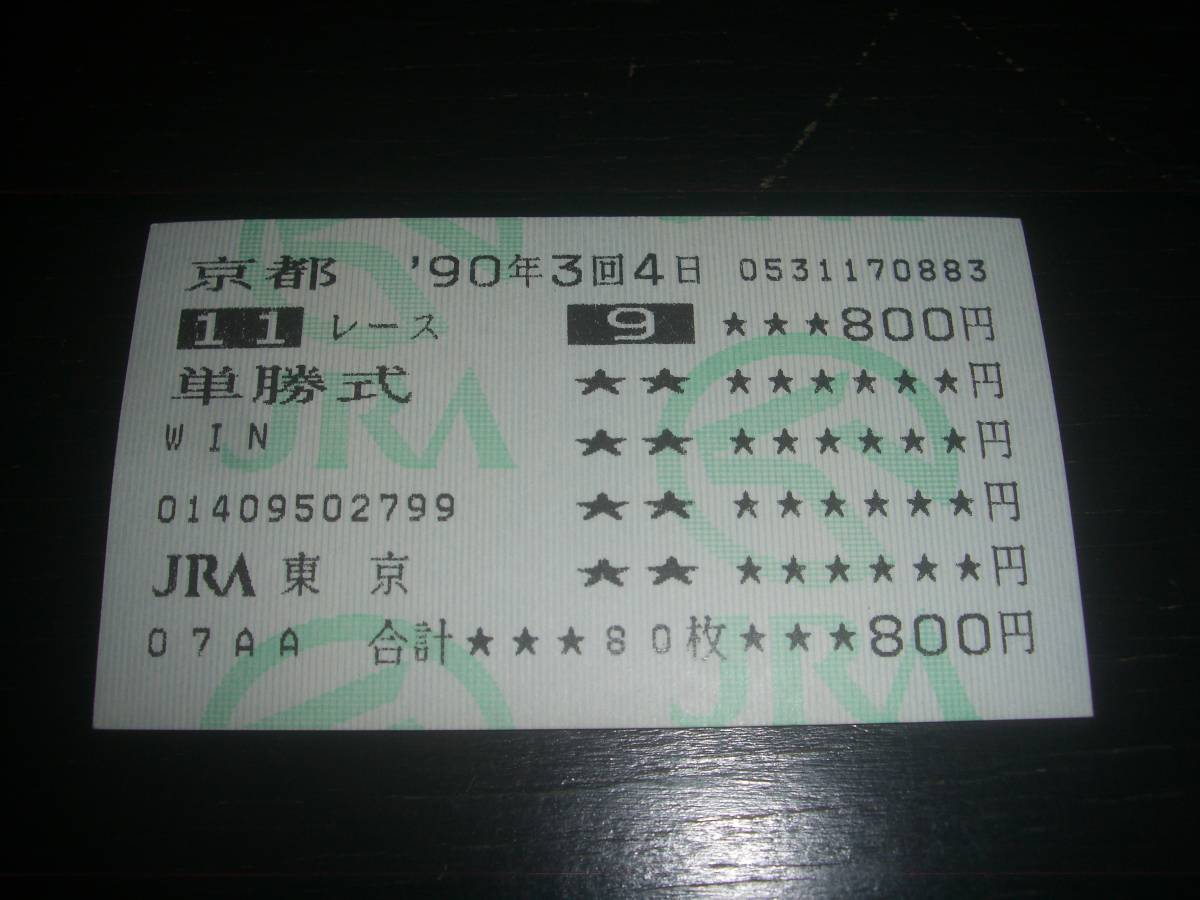 京都 '90年3回4日 0531170883
11レース 9 ★★★800円
単勝式 ★★ ★★★★★★円
WIN ★★ ★★★★★★円
01409502799 ★★ ★★★★★★円
JRA 東京 ★★ ★★★★★★円
07AA 合計★★★80枚★★★800円